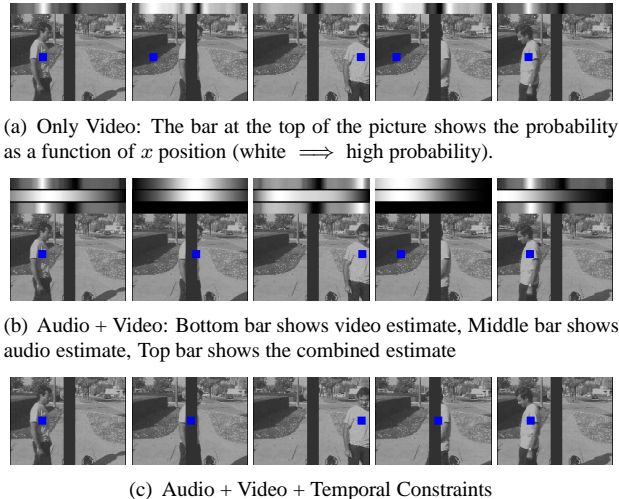 (a) Only Video: The bar at the top of the picture shows the probability
as a function of x position (white ⟹ high probability).
(b) Audio + Video: Bottom bar shows video estimate, Middle bar shows
audio estimate, Top bar shows the combined estimate
(c) Audio + Video + Temporal Constraints